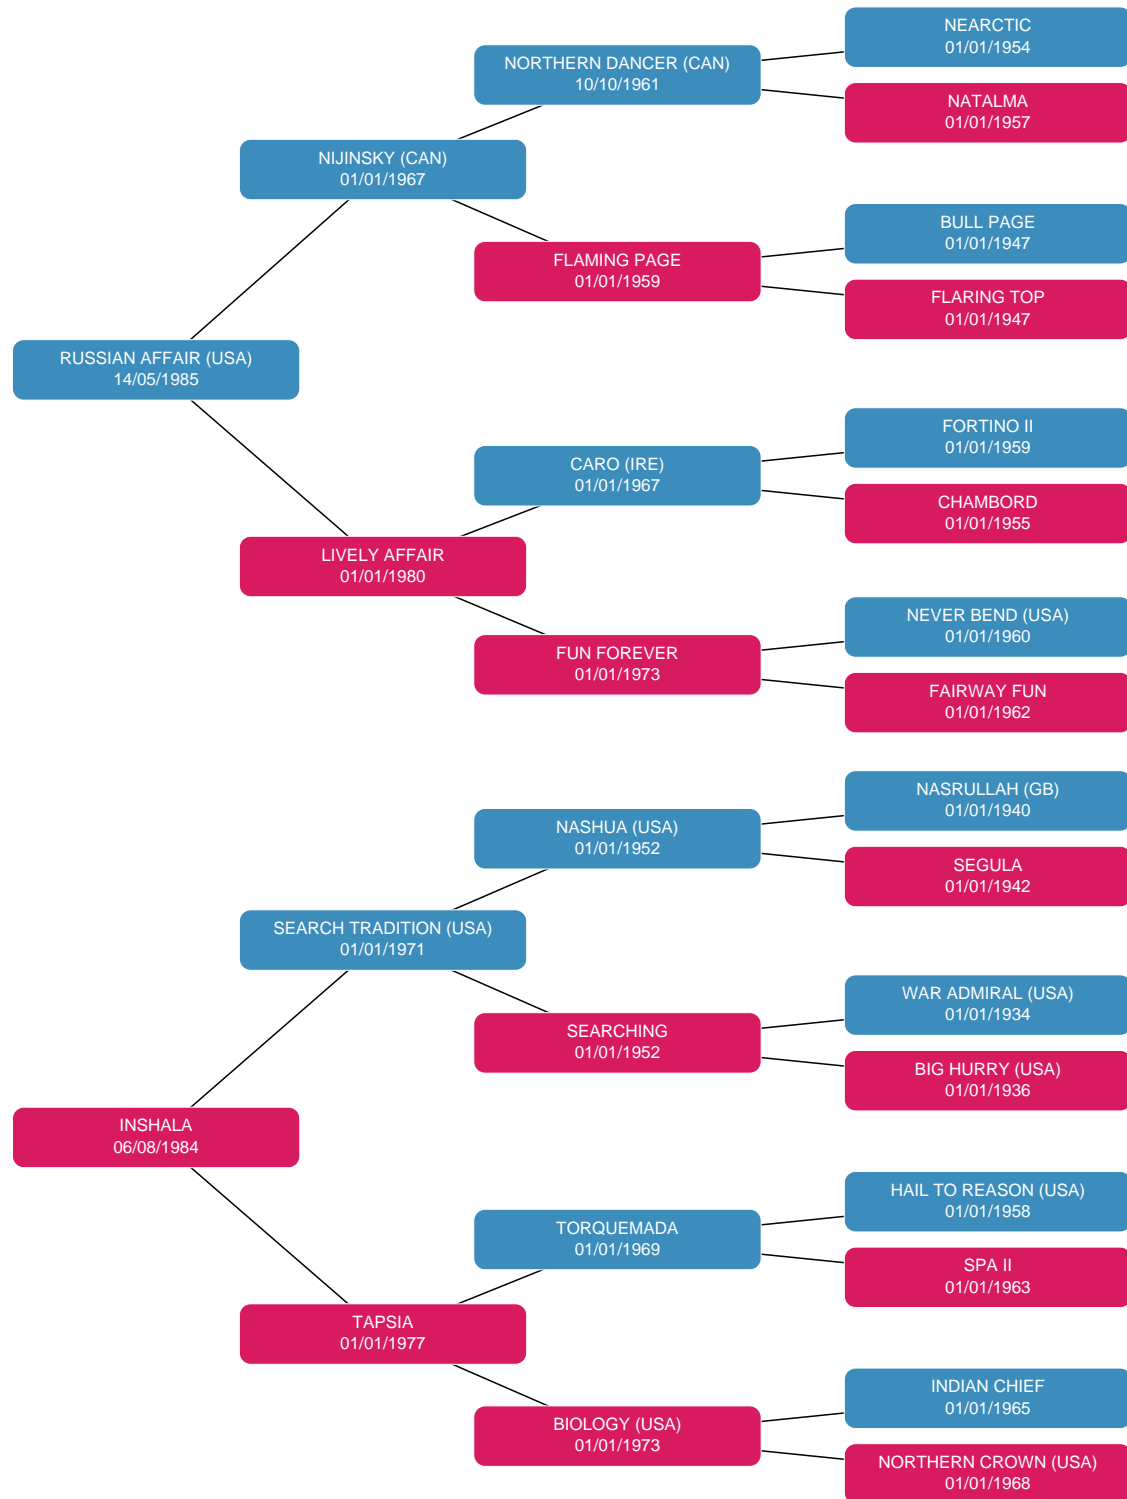 NEARCTIC
01/01/1954
NORTHERN DANCER (CAN)
10/10/1961
NATALMA
01/01/1957
NIJINSKY (CAN)
01/01/1967
BULL PAGE
01/01/1947
FLAMING PAGE
01/01/1959
FLARING TOP
01/01/1947
RUSSIAN AFFAIR (USA)
14/05/1985
FORTINO II
01/01/1959
CARO (IRE)
01/01/1967
CHAMBORD
01/01/1955
LIVELY AFFAIR
01/01/1980
NEVER BEND (USA)
01/01/1960
FUN FOREVER
01/01/1973
FAIRWAY FUN
01/01/1962
NASRULLAH (GB)
01/01/1940
NASHUA (USA)
01/01/1952
SEGULA
01/01/1942
SEARCH TRADITION (USA)
01/01/1971
WAR ADMIRAL (USA)
01/01/1934
SEARCHING
01/01/1952
BIG HURRY (USA)
01/01/1936
INSHALA
06/08/1984
HAIL TO REASON (USA)
01/01/1958
TORQUEMADA
01/01/1969
SPA II
01/01/1963
TAPSIA
01/01/1977
INDIAN CHIEF
01/01/1965
BIOLOGY (USA)
01/01/1973
NORTHERN CROWN (USA)
01/01/1968